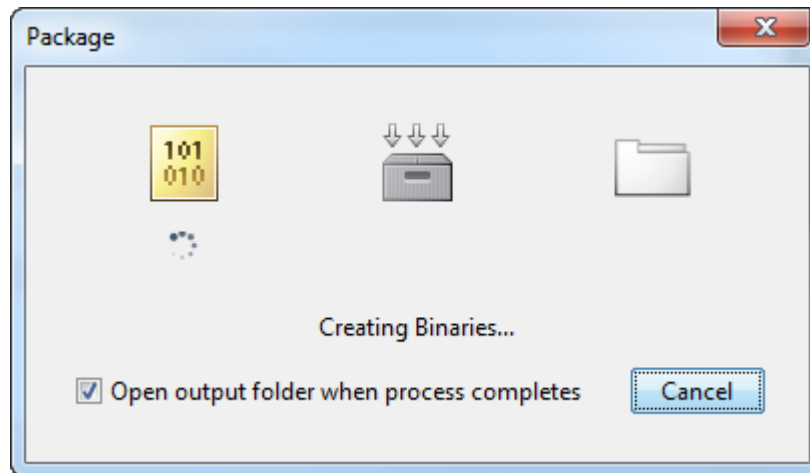 Package
101
010
Creating Binaries...
Open output folder when process completes
Cancel